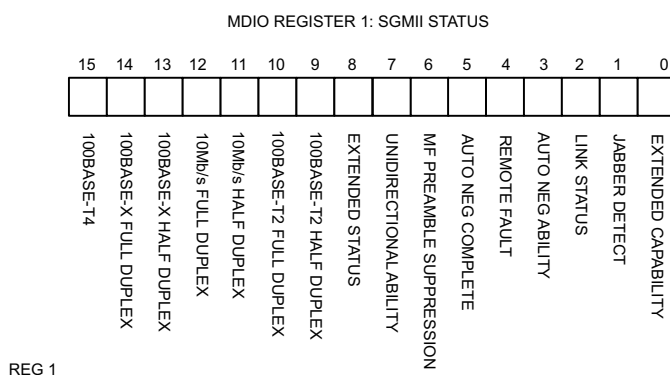 MDIO REGISTER 1: SGMII STATUS
15 14 13 12 11 10 9 8 7 6 5 4 3 2 1 0
100BASE-T4
100BASE-X FULL DUPLEX
100BASE-X HALF DUPLEX
10Mb/s FULL DUPLEX
10Mb/s HALF DUPLEX
100BASE-T2 FULL DUPLEX
100BASE-T2 HALF DUPLEX
EXTENDED STATUS
UNIDIRECTIONAL ABILITY
MF PREAMBLE SUPPRESSION
AUTO NEG COMPLETE
REMOTE FAULT
AUTO NEG ABILITY
LINK STATUS
JABBER DETECT
EXTENDED CAPABILITY
REG 1